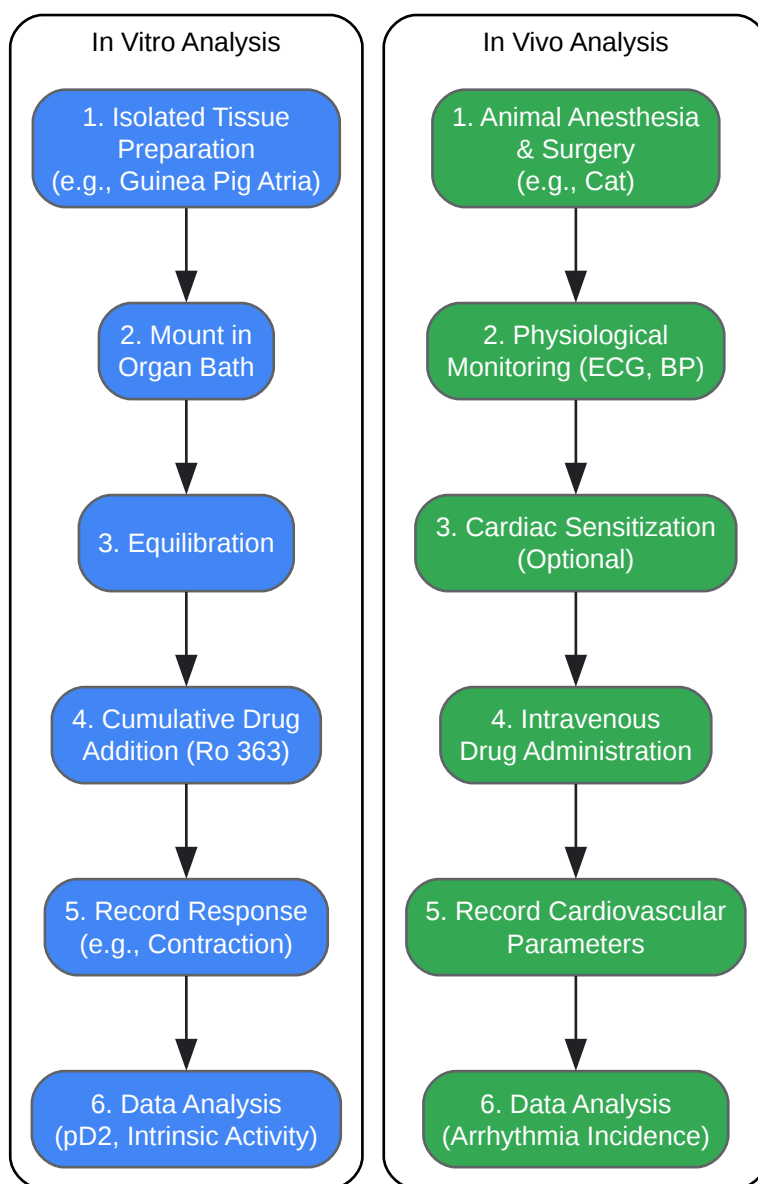 In Vitro Analysis
1. Isolated Tissue
Preparation
(e.g., Guinea Pig Atria)
2. Mount in
Organ Bath
3. Equilibration
4. Cumulative Drug
Addition (Ro 363)
5. Record Response
(e.g., Contraction)
6. Data Analysis
(pD2, Intrinsic Activity)
In Vivo Analysis
1. Animal Anesthesia
& Surgery
(e.g., Cat)
2. Physiological
Monitoring (ECG, BP)
3. Cardiac Sensitization
(Optional)
4. Intravenous
Drug Administration
5. Record Cardiovascular
Parameters
6. Data Analysis
(Arrhythmia Incidence)